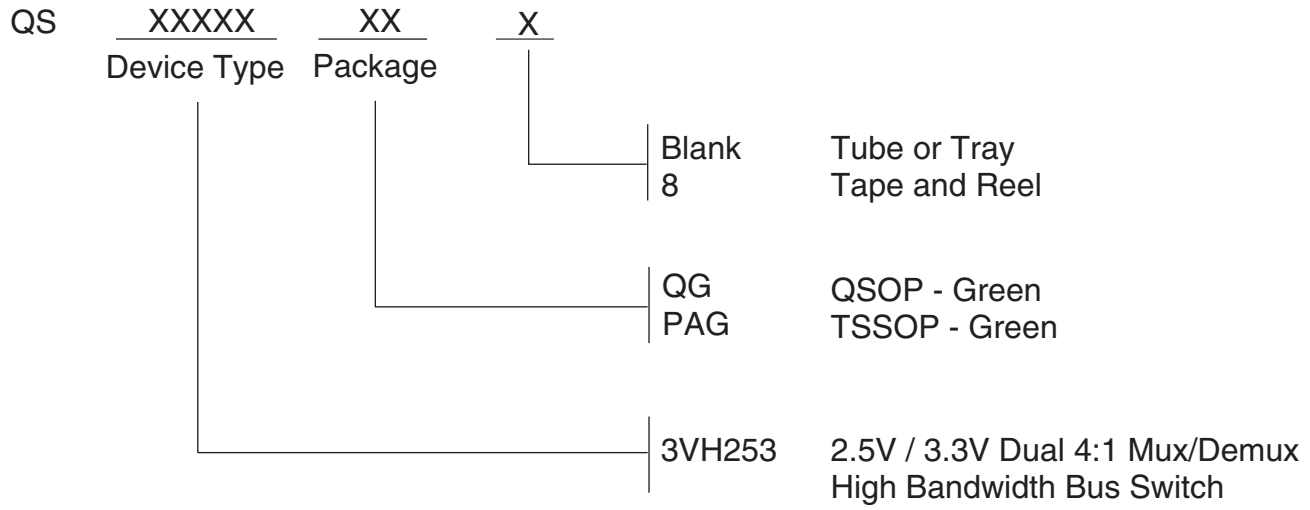 QS XXXXX XX X
Device Type Package
Blank Tube or Tray
8 Tape and Reel
QG QSOP - Green
PAG TSSOP - Green
3VH253 2.5V / 3.3V Dual 4:1 Mux/Demux
High Bandwidth Bus Switch